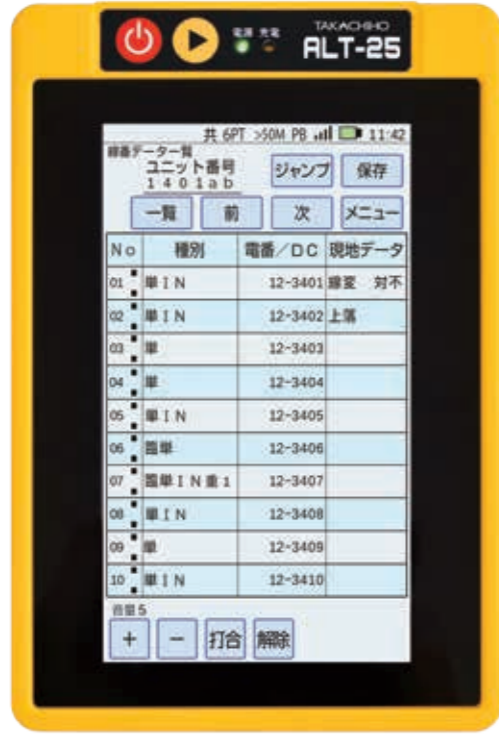 電源 充電
TAKACHIHO
ALT-25
共 6PT >50M PB 11:42
線番データ一覧
ユニット番号
1401ab
ジャンプ 保存
一覧 前 次 メニュー
No 種別 電番/DC 現地データ
01 単IN 12-3401 線変 対不
02 単IN 12-3402 上落
03 単 12-3403
04 単 12-3404
05 単IN 12-3405
06 単 12-3406
07 単IN重1 12-3407
08 単IN 12-3408
09 単 12-3409
10 単IN 12-3410
音量5
+ - 打合 解除